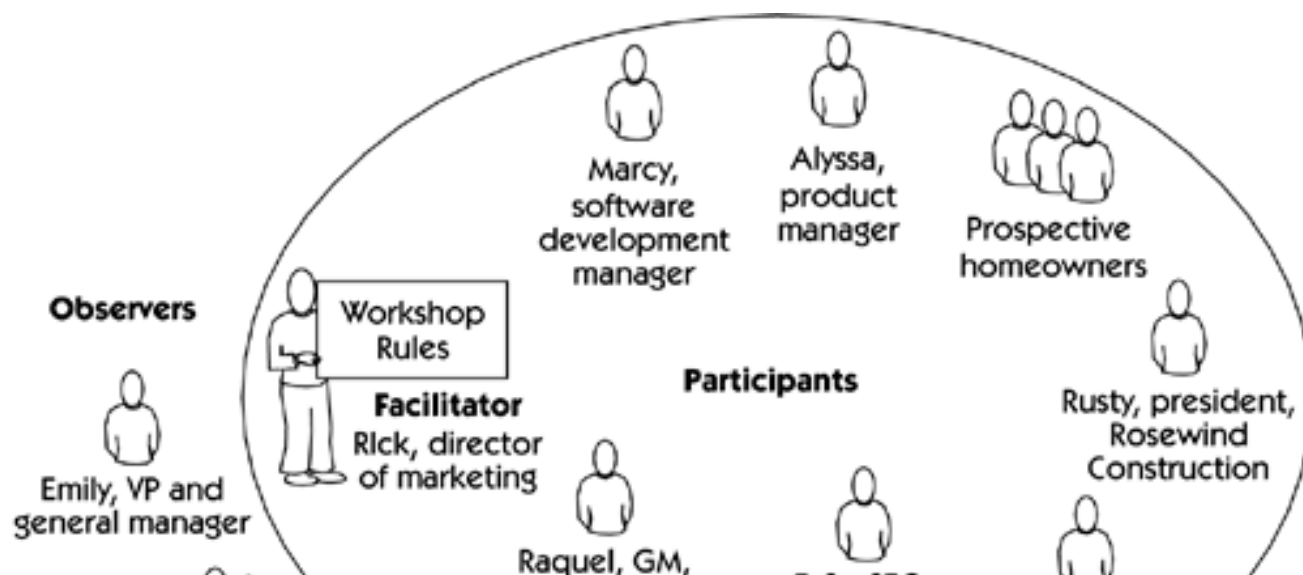 Marcy,
software
development
manager
Alyssa,
product
manager
Prospective
homeowners
Observers
Workshop
Rules
Facilitator
RIck, director
of marketing
Participants
Rusty, president,
Rosewind
Construction
Emily, VP and
general manager
Raquel, GM,